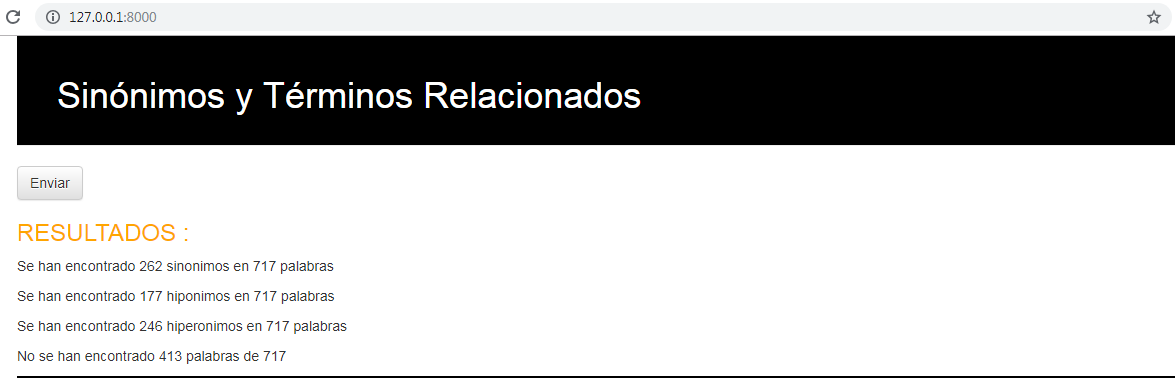 127.0.0.1:8000
Sinónimos y Términos Relacionados
Enviar
RESULTADOS :
Se han encontrado 262 sinonimos en 717 palabras
Se han encontrado 177 hiponimos en 717 palabras
Se han encontrado 246 hiperonimos en 717 palabras
No se han encontrado 413 palabras de 717